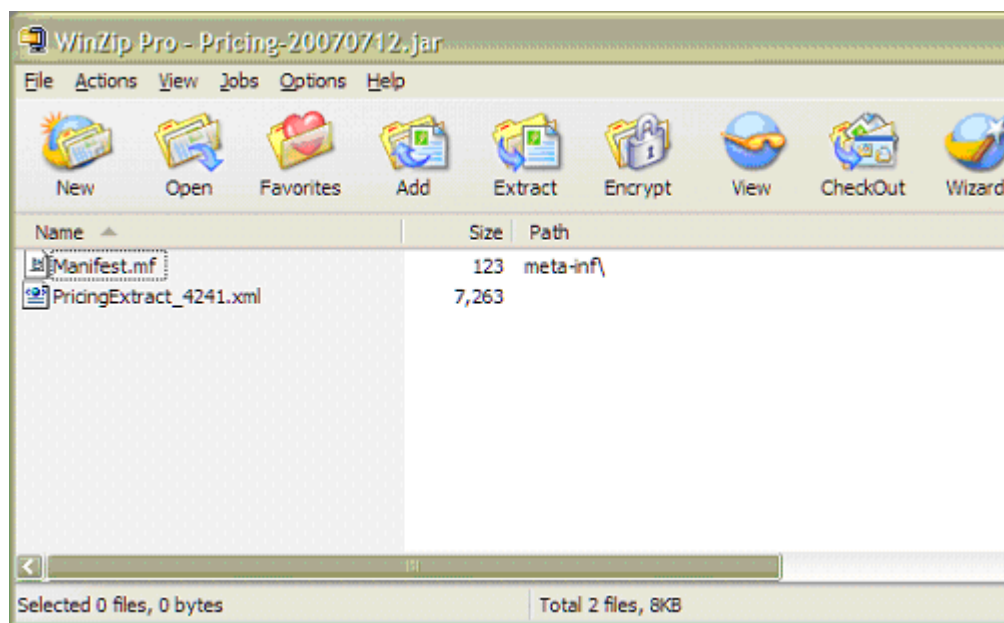 WinZip Pro - Pricing-20070712.jar
File Actions View Jobs Options Help
New Open Favorites Add Extract Encrypt View CheckOut Wizard
Name Size Path
Manifest.mf 123 meta-inf\
PricingExtract_4241.xml 7,263
Selected 0 files, 0 bytes Total 2 files, 8KB